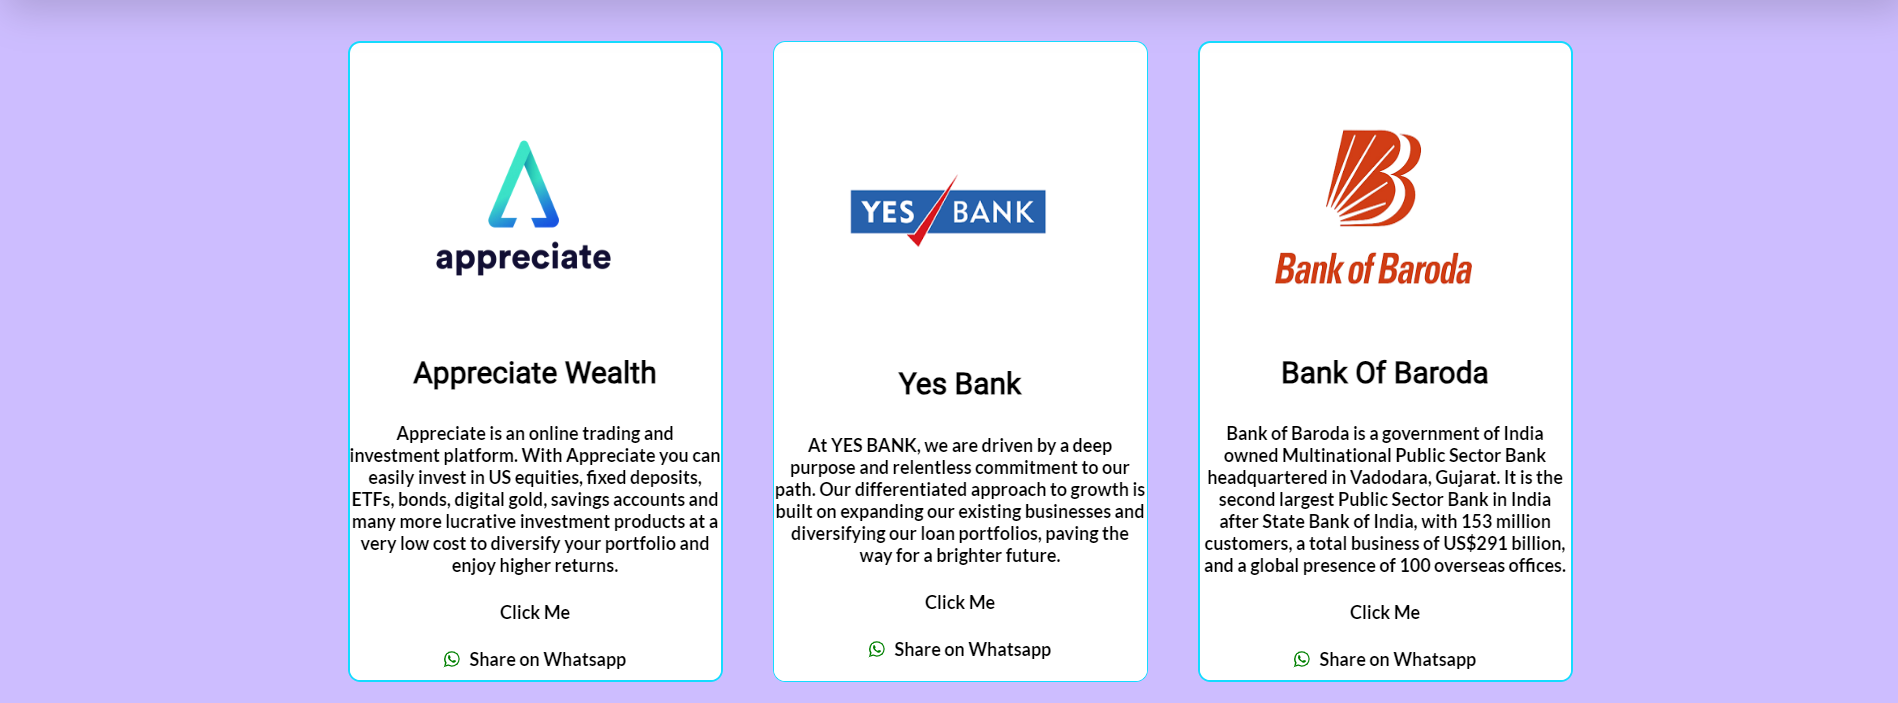 appreciate
Appreciate Wealth
Appreciate is an online trading and
investment platform. With Appreciate you can
easily invest in US equities, fixed deposits,
ETFs, bonds, digital gold, savings accounts and
many more lucrative investment products at a
very low cost to diversify your portfolio and
enjoy higher returns.
Click Me
Share on Whatsapp
YES BANK
Yes Bank
At YES BANK, we are driven by a deep
purpose and relentless commitment to our
path. Our differentiated approach to growth is
built on expanding our existing businesses and
diversifying our loan portfolios, paving the
way for a brighter future.
Click Me
Share on Whatsapp
Bank of Baroda
Bank Of Baroda
Bank of Baroda is a government of India
owned Multinational Public Sector Bank
headquartered in Vadodara, Gujarat. It is the
second largest Public Sector Bank in India
after State Bank of India, with 153 million
customers, a total business of US$291 billion,
and a global presence of 100 overseas offices.
Click Me
Share on Whatsapp